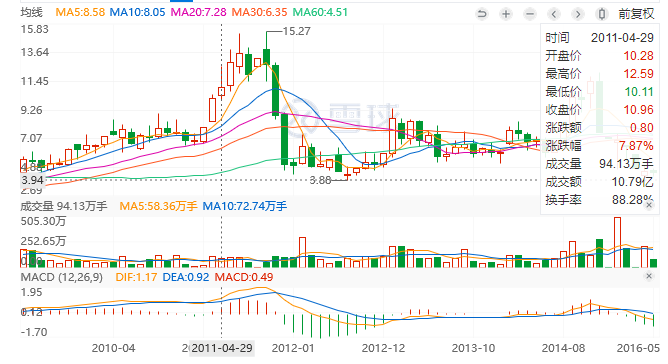 均线 MA5:8.58 MA10:8.05 MA20:7.28 MA30:6.35 MA60:4.51 前复权
15.83
15.27
13.64
11.45
9.26
7.07
3.94
3.88
2.69
雪球
时间 2011-04-29
开盘价 10.28
最高价 12.59
最低价 10.11
收盘价 10.96
涨跌额 0.80
涨跌幅 7.87%
成交量 94.13万手
成交额 10.79亿
换手率 88.28%
成交量 94.13万手 MA5:58.36万手 MA10:72.74万手
505.30万
252.65万
MACD (12,26,9) DIF:1.17 DEA:0.92 MACD:0.49
1.95
0.12
-1.70
2010-04 2011-04-29 2012-01 2012-12 2013-10 2014-08 2016-05